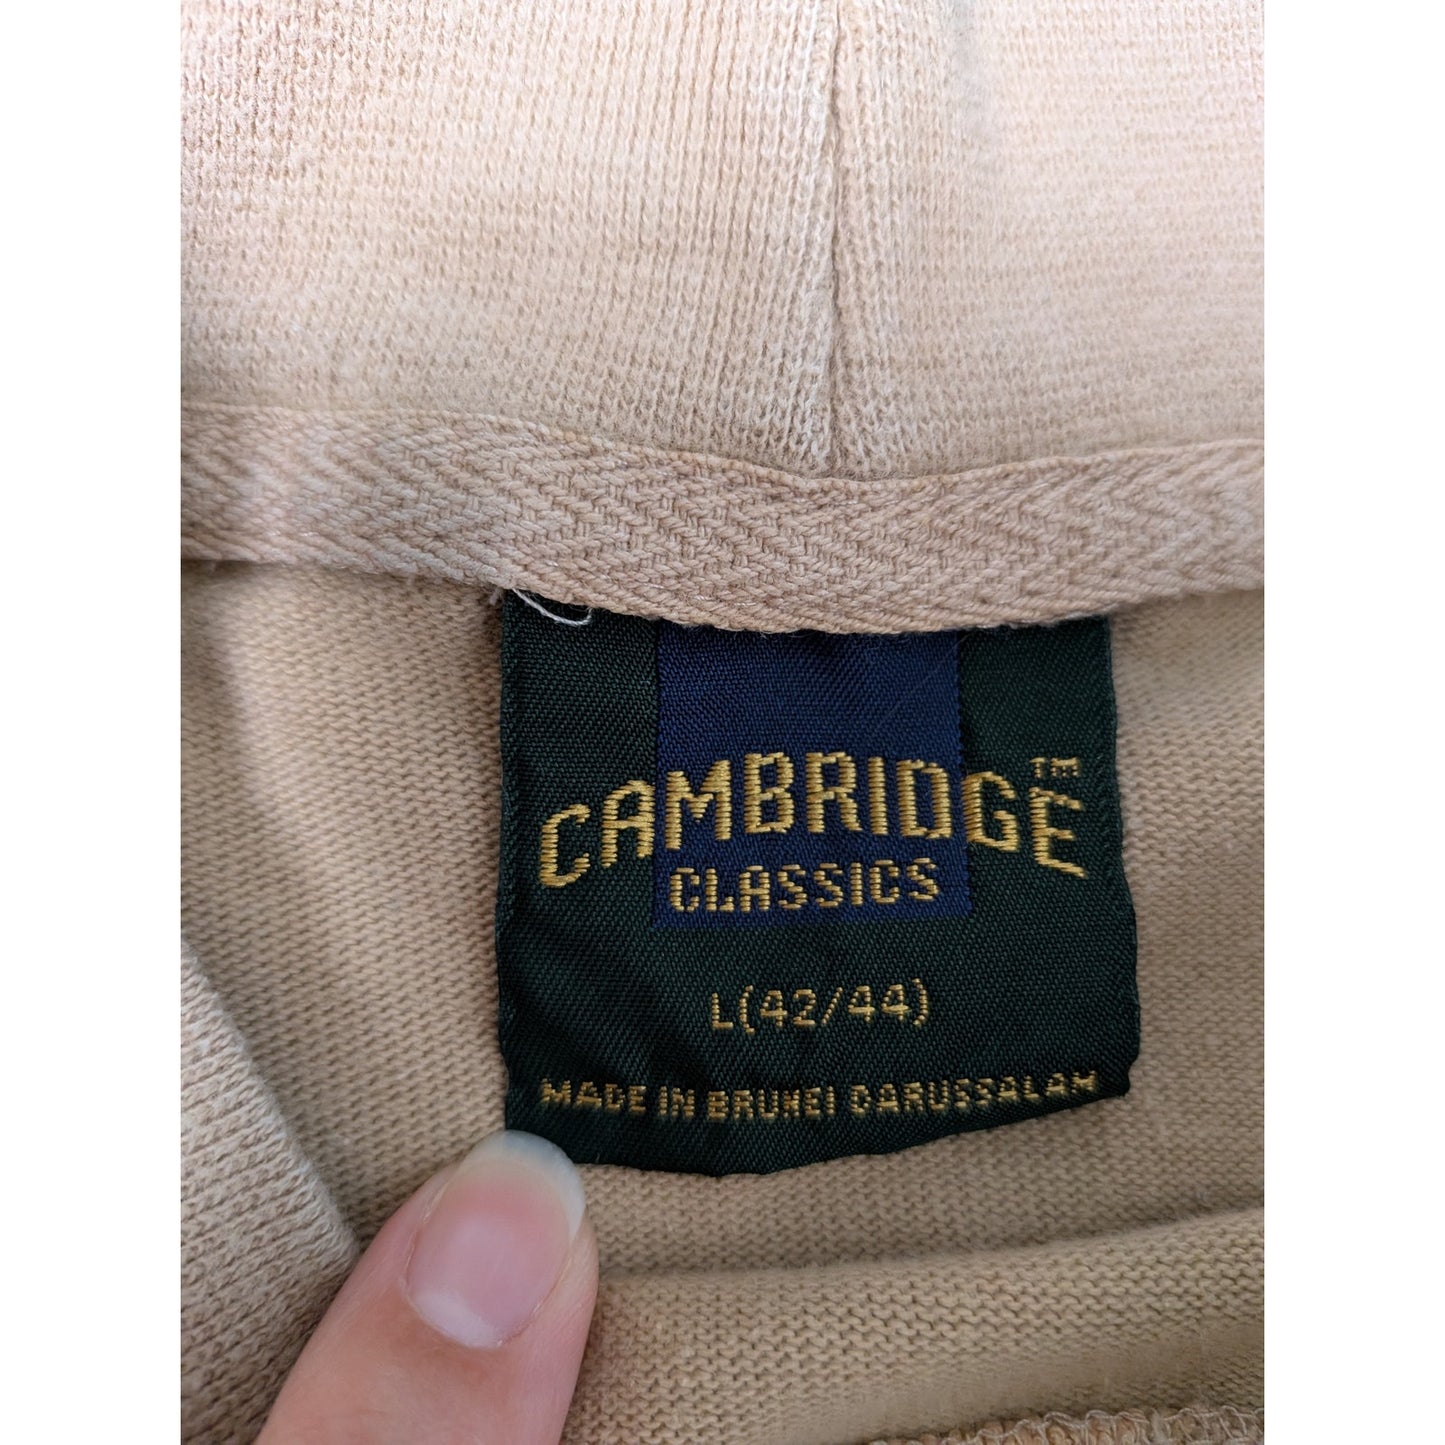 CAMBRIDGE™
CLASSICS
L(42/44)
MADE IN BRUNEI DARUSSALAM